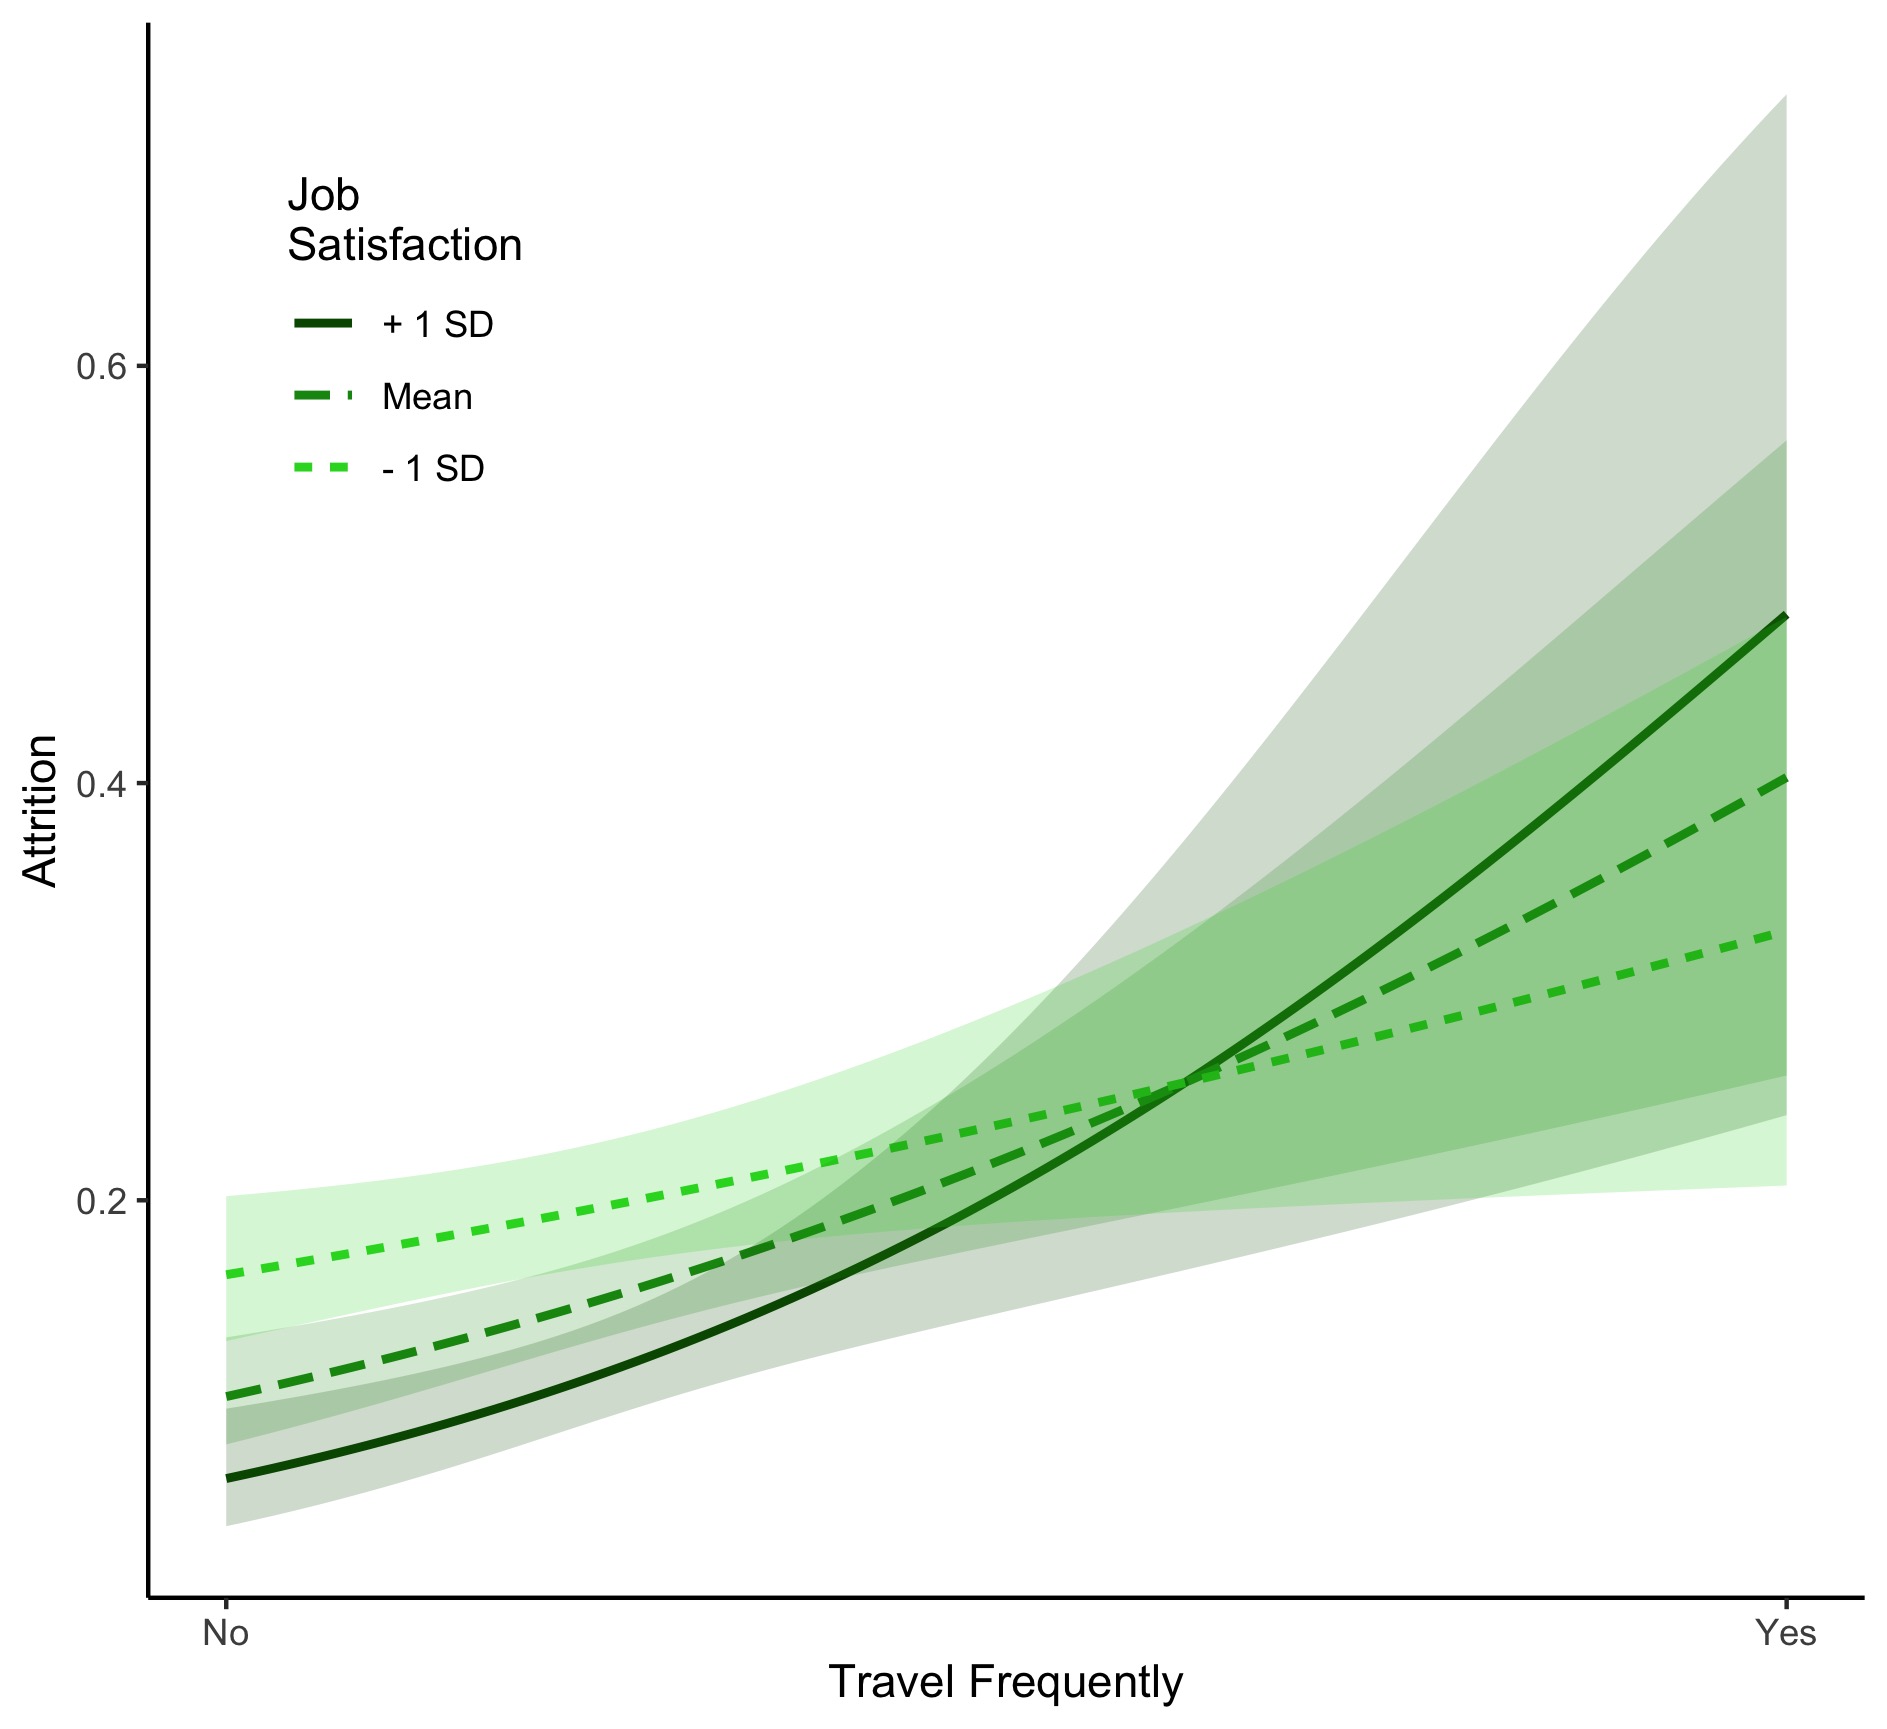 Job
Satisfaction
+ 1 SD
Mean
- 1 SD
0.6
0.4
0.2
Attrition
No
Yes
Travel Frequently